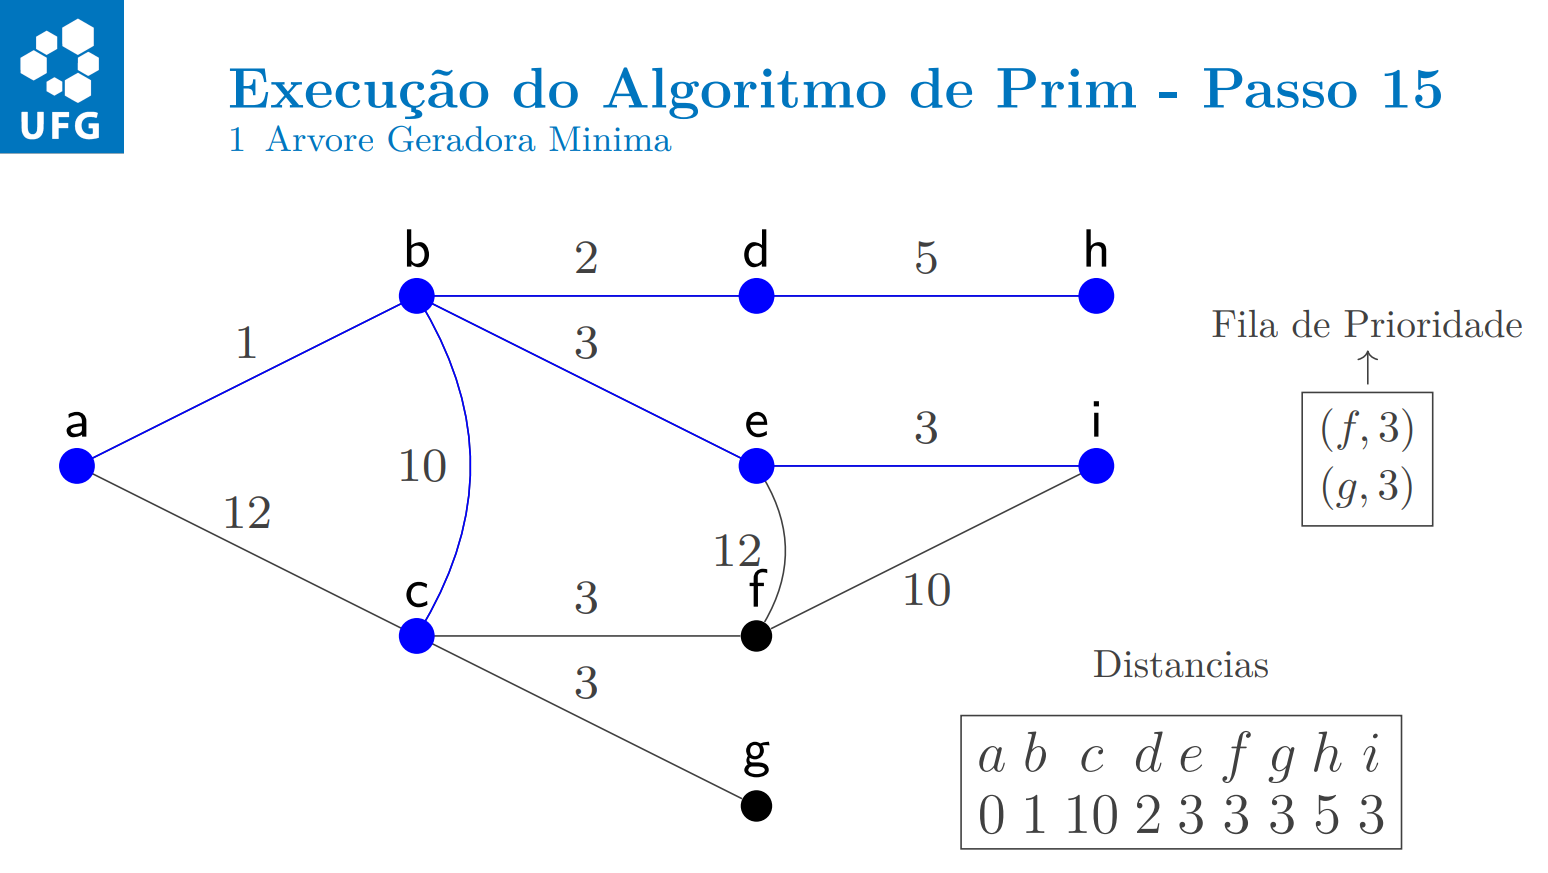 UFG
Execução do Algoritmo de Prim - Passo 15
1 Arvore Geradora Minima
b
2
d
5
h
1
3
Fila de Prioridade
a
e
3
i
(f, 3)
10
(g, 3)
12
12
c
3
f
10
3
Distancias
g
a b c d e f g h i
0 1 10 2 3 3 3 5 3